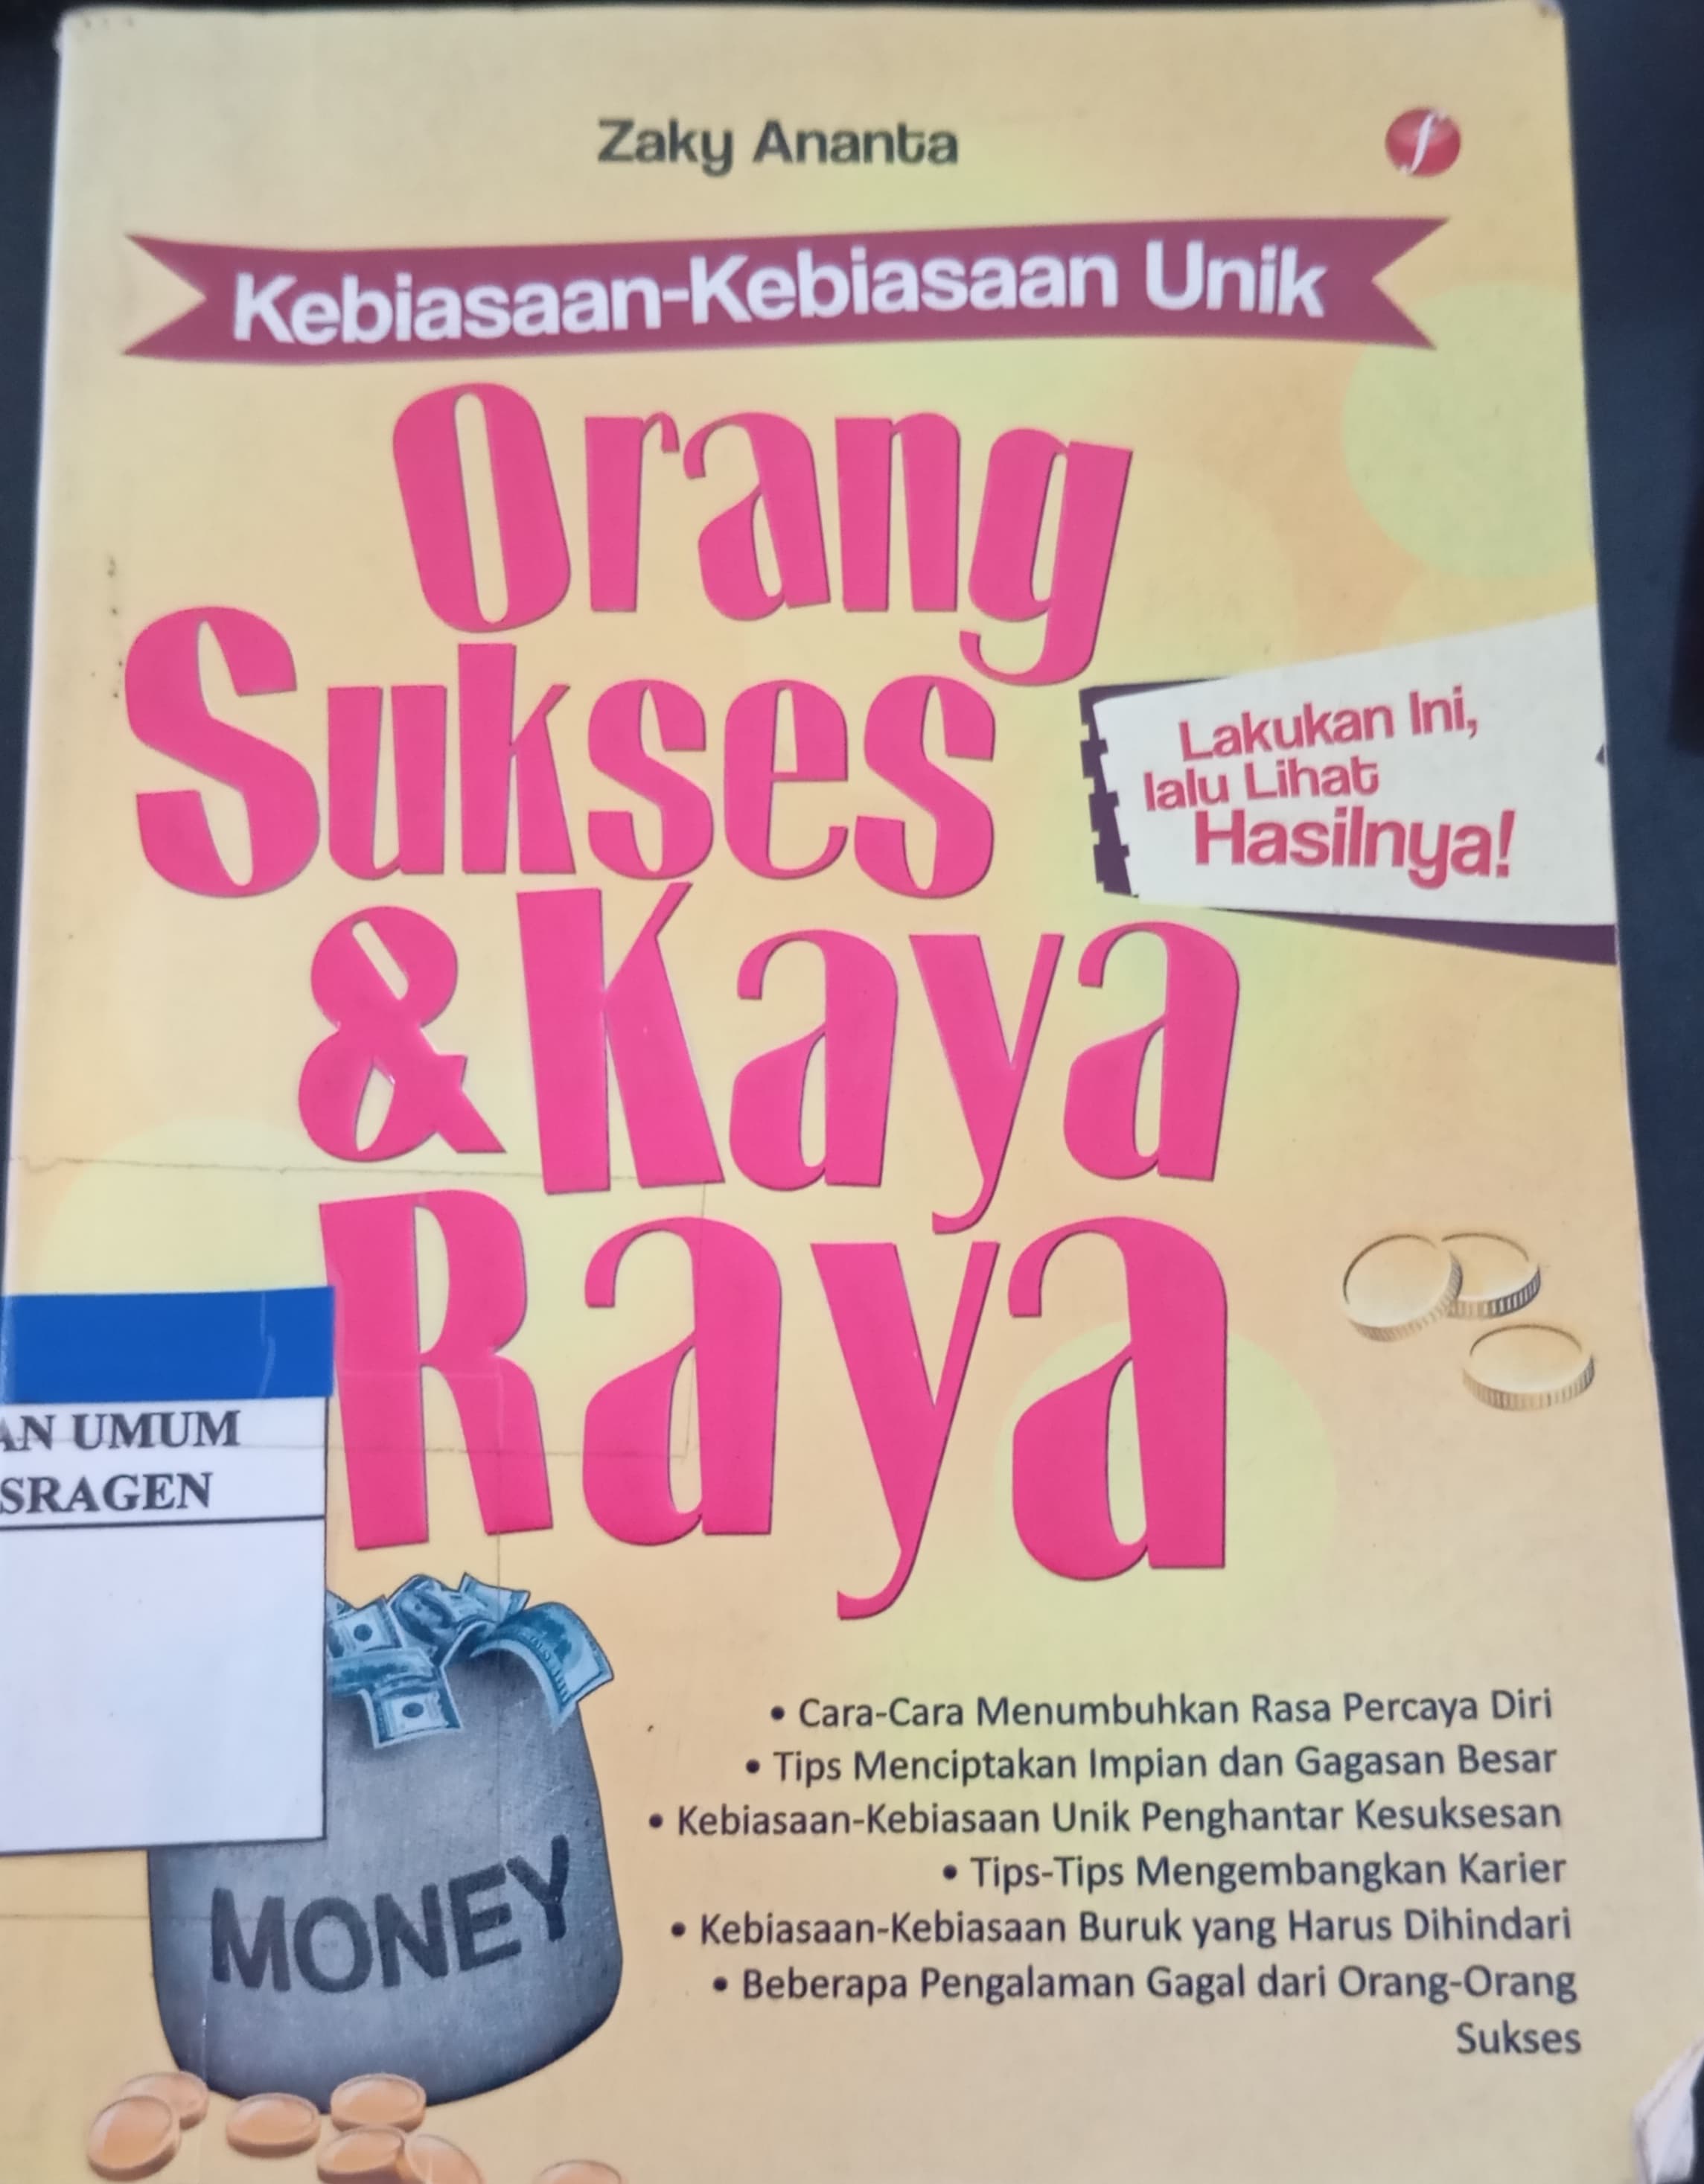 Zaky Ananta
f
Kebiasaan-Kebiasaan Unik
Orang
Sukses
& Kaya
Raya
Lakukan Ini,
lalu Lihat
Hasilnya!
AN UMUM
SRAGEN
MONEY
• Cara-Cara Menumbuhkan Rasa Percaya Diri
• Tips Menciptakan Impian dan Gagasan Besar
• Kebiasaan-Kebiasaan Unik Penghantar Kesuksesan
• Tips-Tips Mengembangkan Karier
• Kebiasaan-Kebiasaan Buruk yang Harus Dihindari
• Beberapa Pengalaman Gagal dari Orang-Orang
Sukses